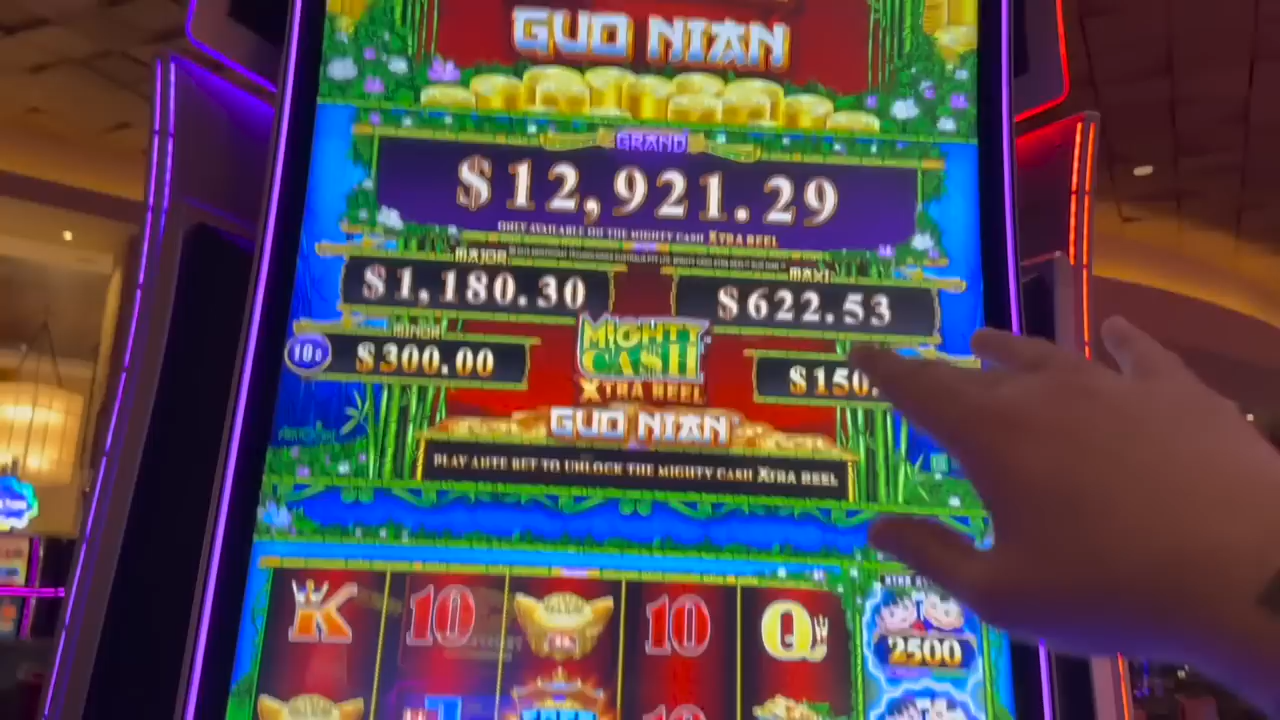 GUO NIAN
GRAND
$12,921.29
ONLY AVAILABLE ON THE MIGHTY CASH XTRA REEL
MAJOR
MAXI
$1,180.30
$622.53
MINOR
10¢
$300.00
MIGHTY
CASH
XTRA REEL
$150.
GUO NIAN
PLAY ANTE BET TO UNLOCK THE MIGHTY CASH XTRA REEL
K
10
10
Q
2500